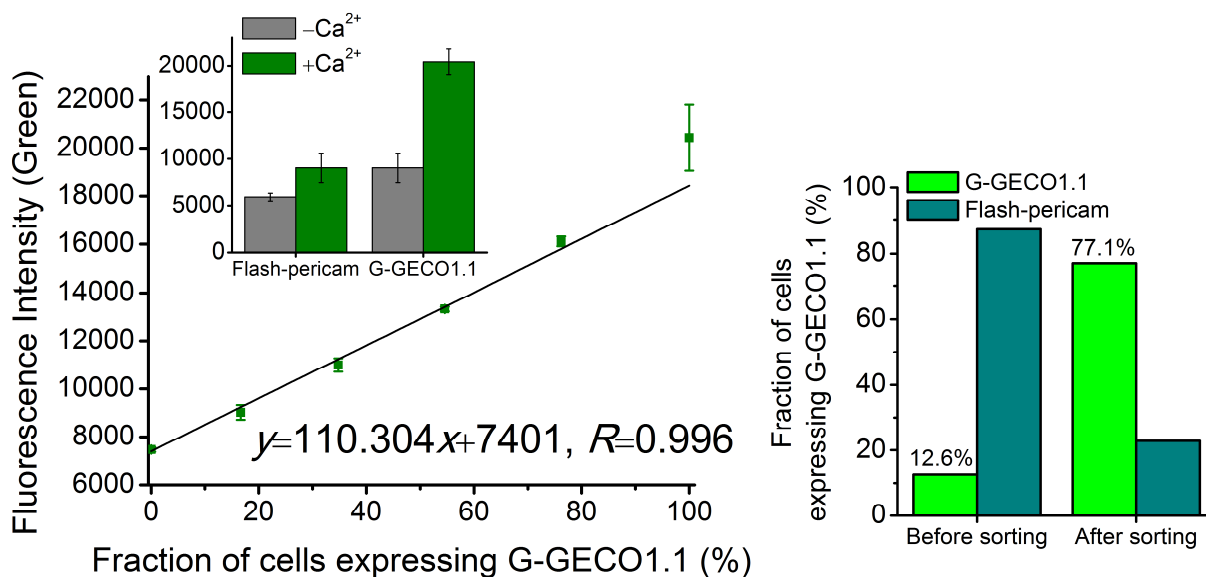 Fluorescence Intensity (Green)
22000
20000
18000
16000
14000
12000
10000
8000
6000
0
20
40
60
80
100
Fraction of cells expressing G-GECO1.1 (%)
y=110.304x+7401, R=0.996
−Ca²⁺
+Ca²⁺
20000
15000
10000
5000
0
Flash-pericam
G-GECO1.1
Fraction of cells
expressing G-GECO1.1 (%)
100
80
60
40
20
0
G-GECO1.1
Flash-pericam
12.6%
77.1%
Before sorting
After sorting